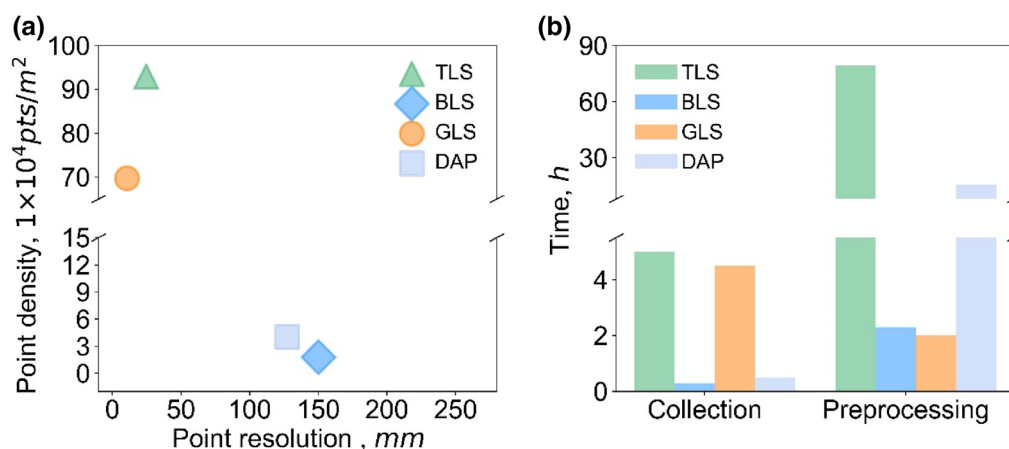 (a)
Point density, 1×10⁴pts/m²
100
90
80
70
15
12
9
6
3
0
0 50 100 150 200 250
Point resolution , mm
TLS
BLS
GLS
DAP
(b)
Time, h
90
60
30
4
2
0
TLS
BLS
GLS
DAP
Collection Preprocessing